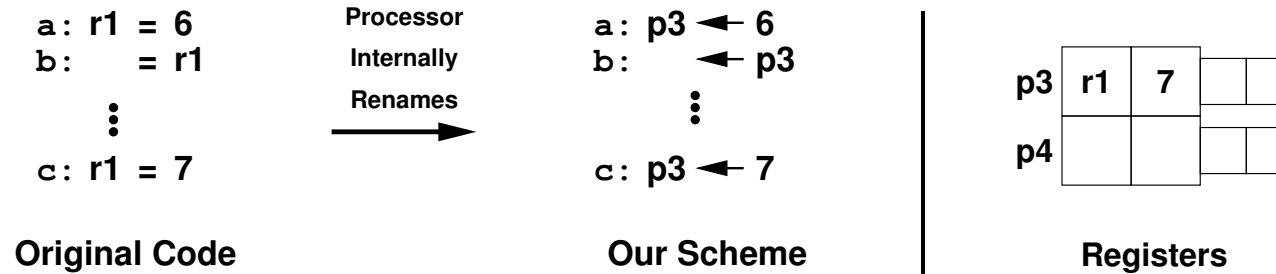 a: r1 = 6
b: = r1
c: r1 = 7
Original Code
Processor
Internally
Renames
a: p3 ← 6
b: ← p3
c: p3 ← 7
Our Scheme
p3 r1 7
p4
Registers